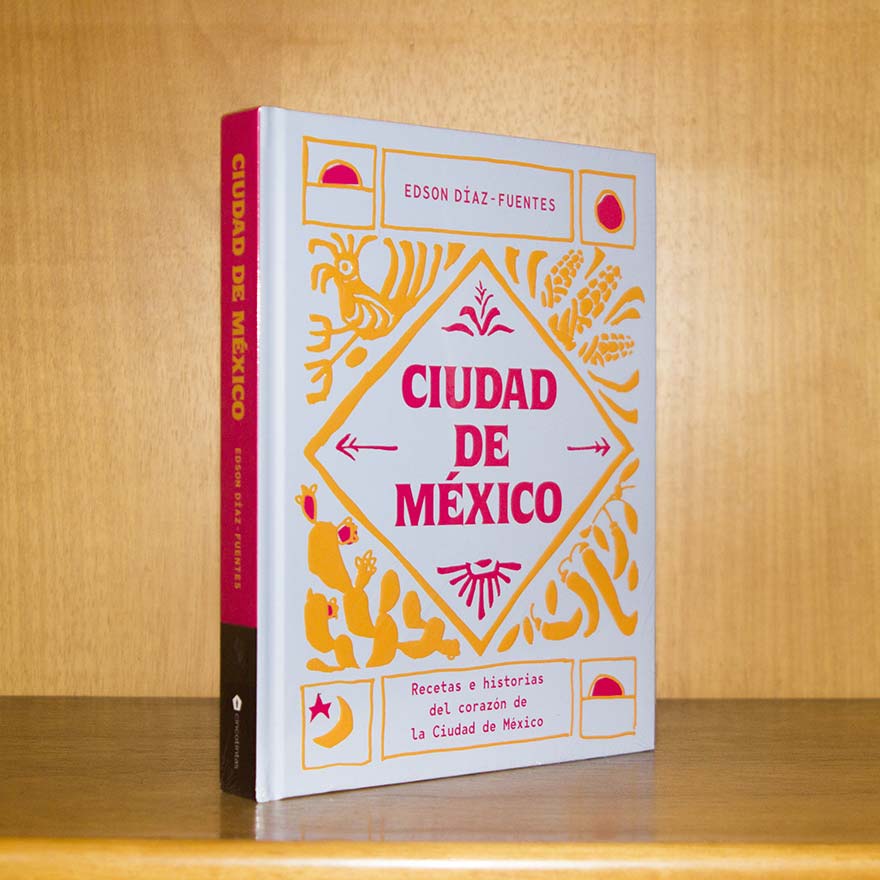 EDSON DÍAZ-FUENTES
CIUDAD
DE
MÉXICO
Recetas e historias
del corazón de
la Ciudad de México
CIUDAD DE MÉXICO
EDSON DÍAZ-FUENTES
cincotintas